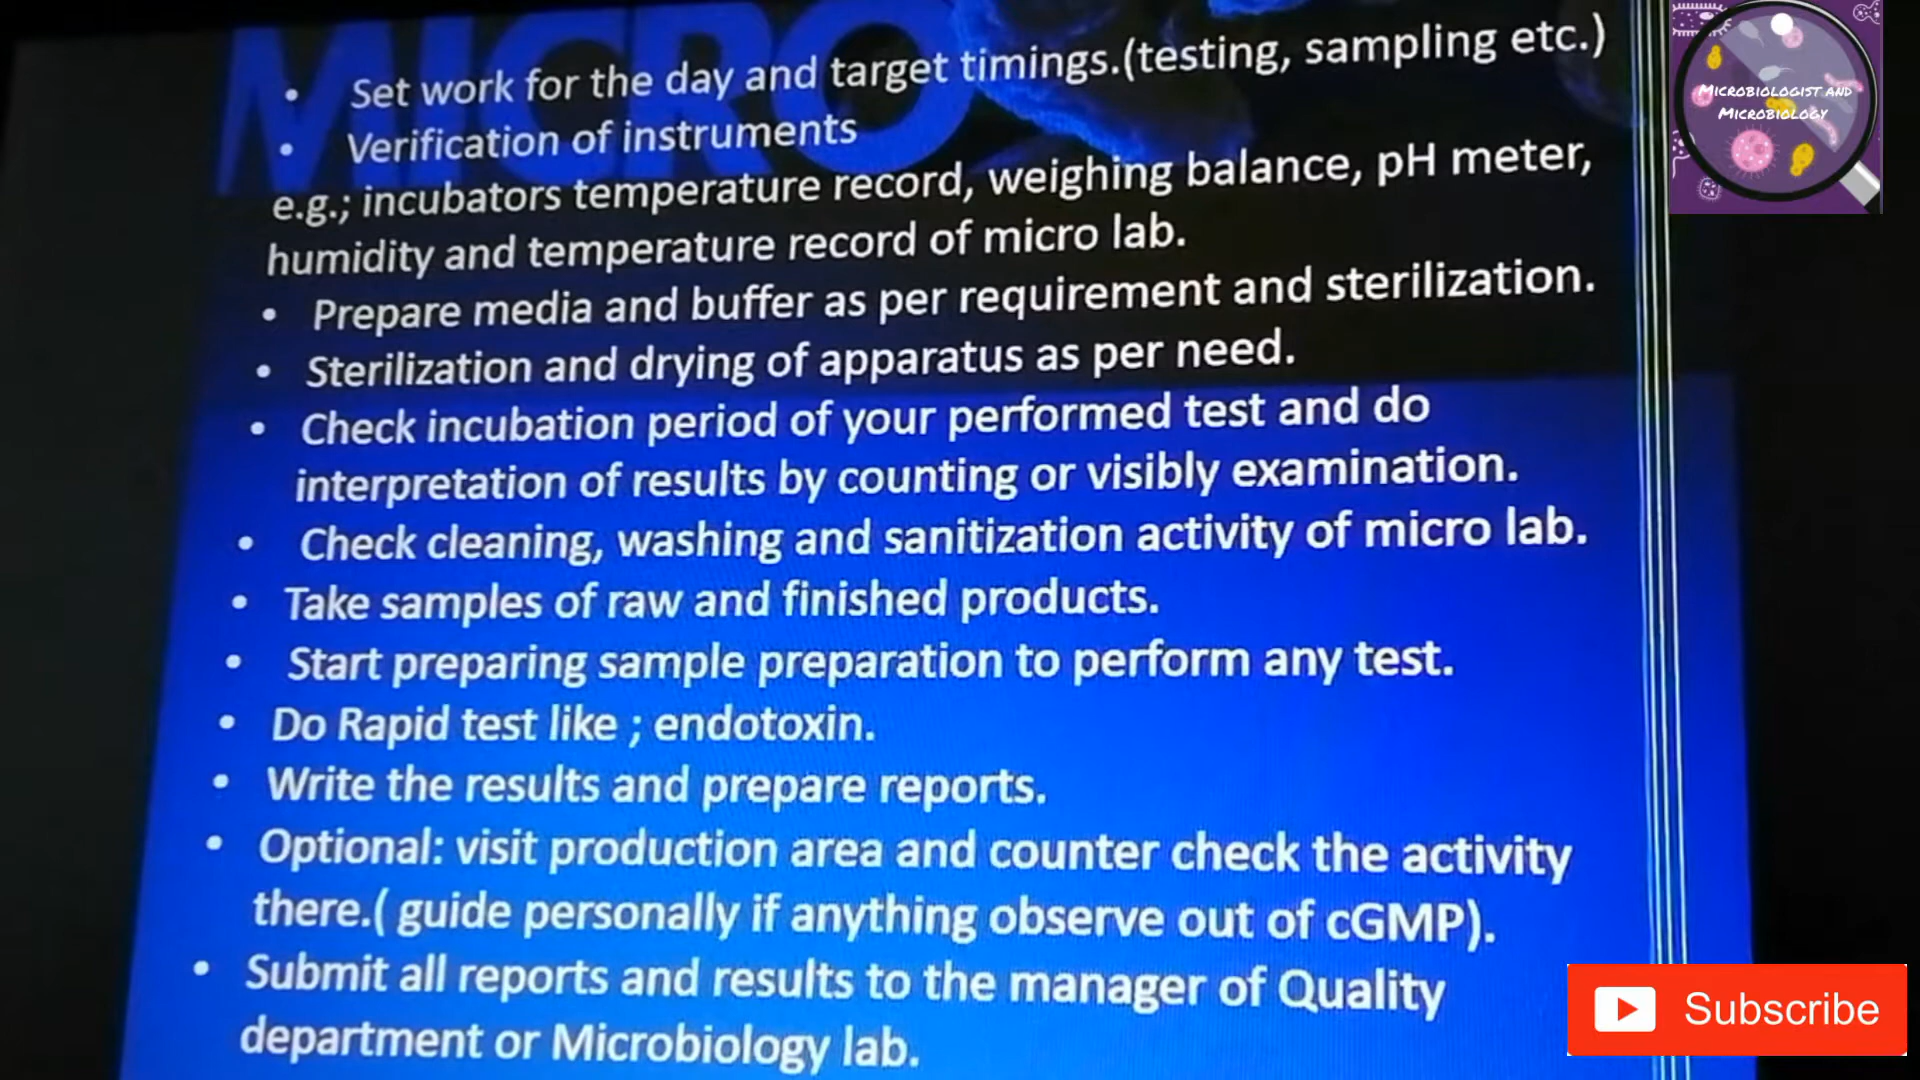 MICRO
• Set work for the day and target timings.(testing, sampling etc.)
• Verification of instruments
e.g.; incubators temperature record, weighing balance, pH meter,
humidity and temperature record of micro lab.
• Prepare media and buffer as per requirement and sterilization.
• Sterilization and drying of apparatus as per need.
• Check incubation period of your performed test and do
interpretation of results by counting or visibly examination.
• Check cleaning, washing and sanitization activity of micro lab.
• Take samples of raw and finished products.
• Start preparing sample preparation to perform any test.
• Do Rapid test like ; endotoxin.
• Write the results and prepare reports.
• Optional: visit production area and counter check the activity
there.( guide personally if anything observe out of cGMP).
• Submit all reports and results to the manager of Quality
department or Microbiology lab.
Microbiologist and
Microbiology
Subscribe